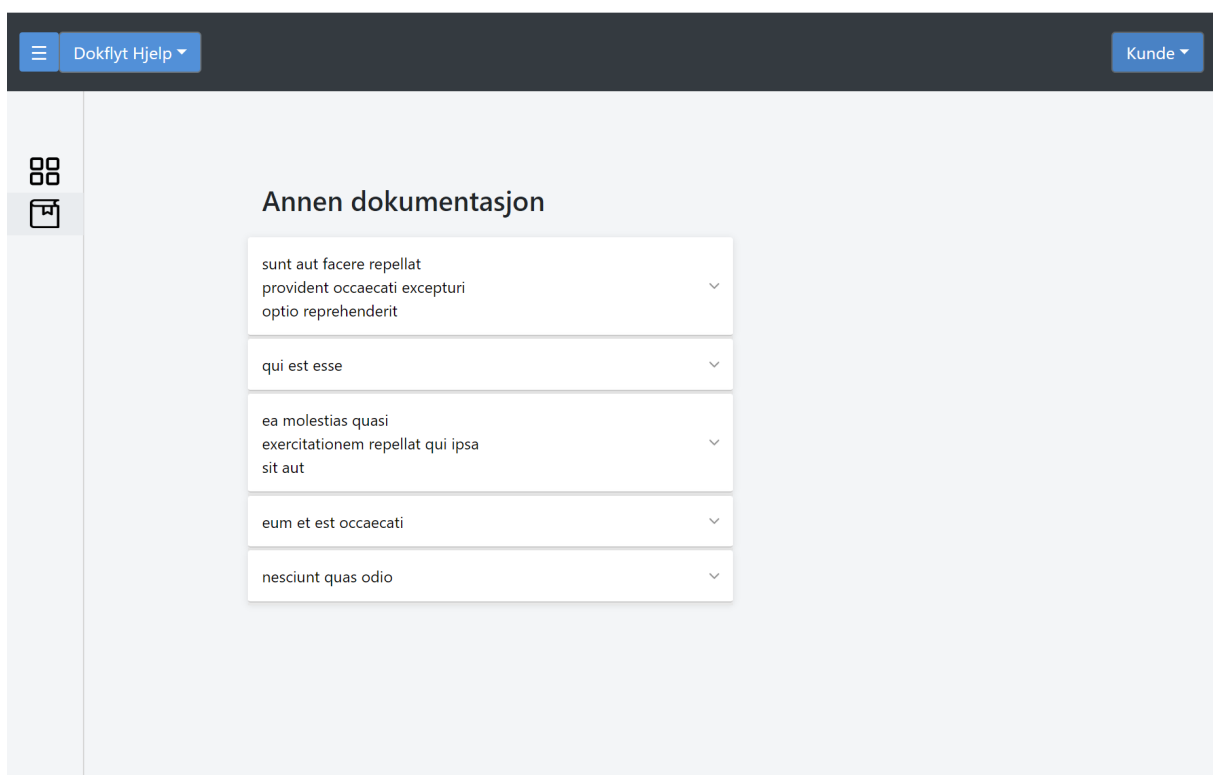 Dokflyt Hjelp
Kunde
Annen dokumentasjon
sunt aut facere repellat
provident occaecati excepturi
optio reprehenderit
qui est esse
ea molestias quasi
exercitationem repellat qui ipsa
sit aut
eum et est occaecati
nesciunt quas odio